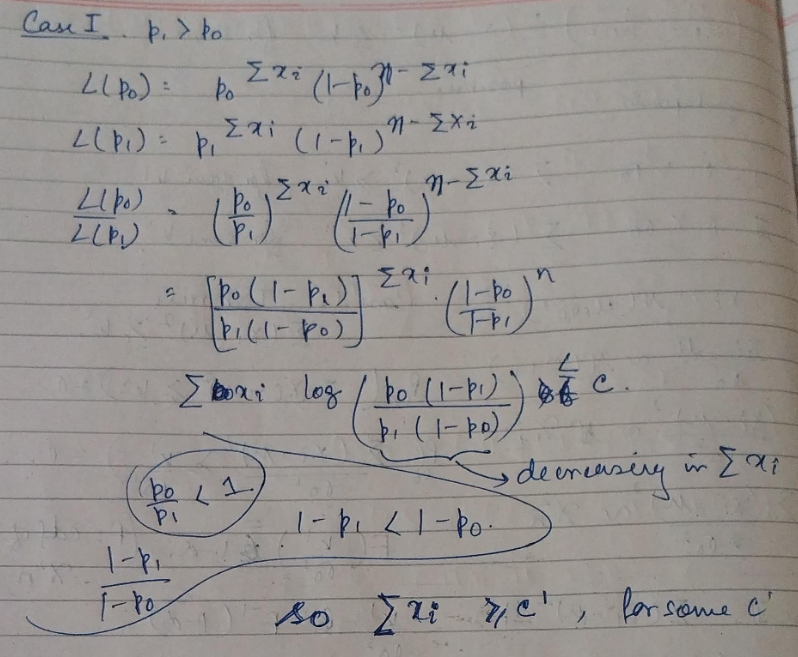 Case I. p₁ > p₀
L(p₀) = p₀^{Σxi} (1-p₀)^{n-Σxi}
L(p₁) = p₁^{Σxi} (1-p₁)^{n-Σxi}
L(p₀)/L(p₁) = (p₀/p₁)^{Σxi} ((1-p₀)/(1-p₁))^{n-Σxi}
= [p₀(1-p₁)/p₁(1-p₀)]^{Σxi} · ((1-p₀)/(1-p₁))^n
Σxi log (p₀(1-p₁)/p₁(1-p₀)) ≤ c.
→ decreasing in Σxi
p₀/p₁ < 1
1-p₁ < 1-p₀.
(1-p₁)/(1-p₀)
so Σxi ≥ c', for some c'